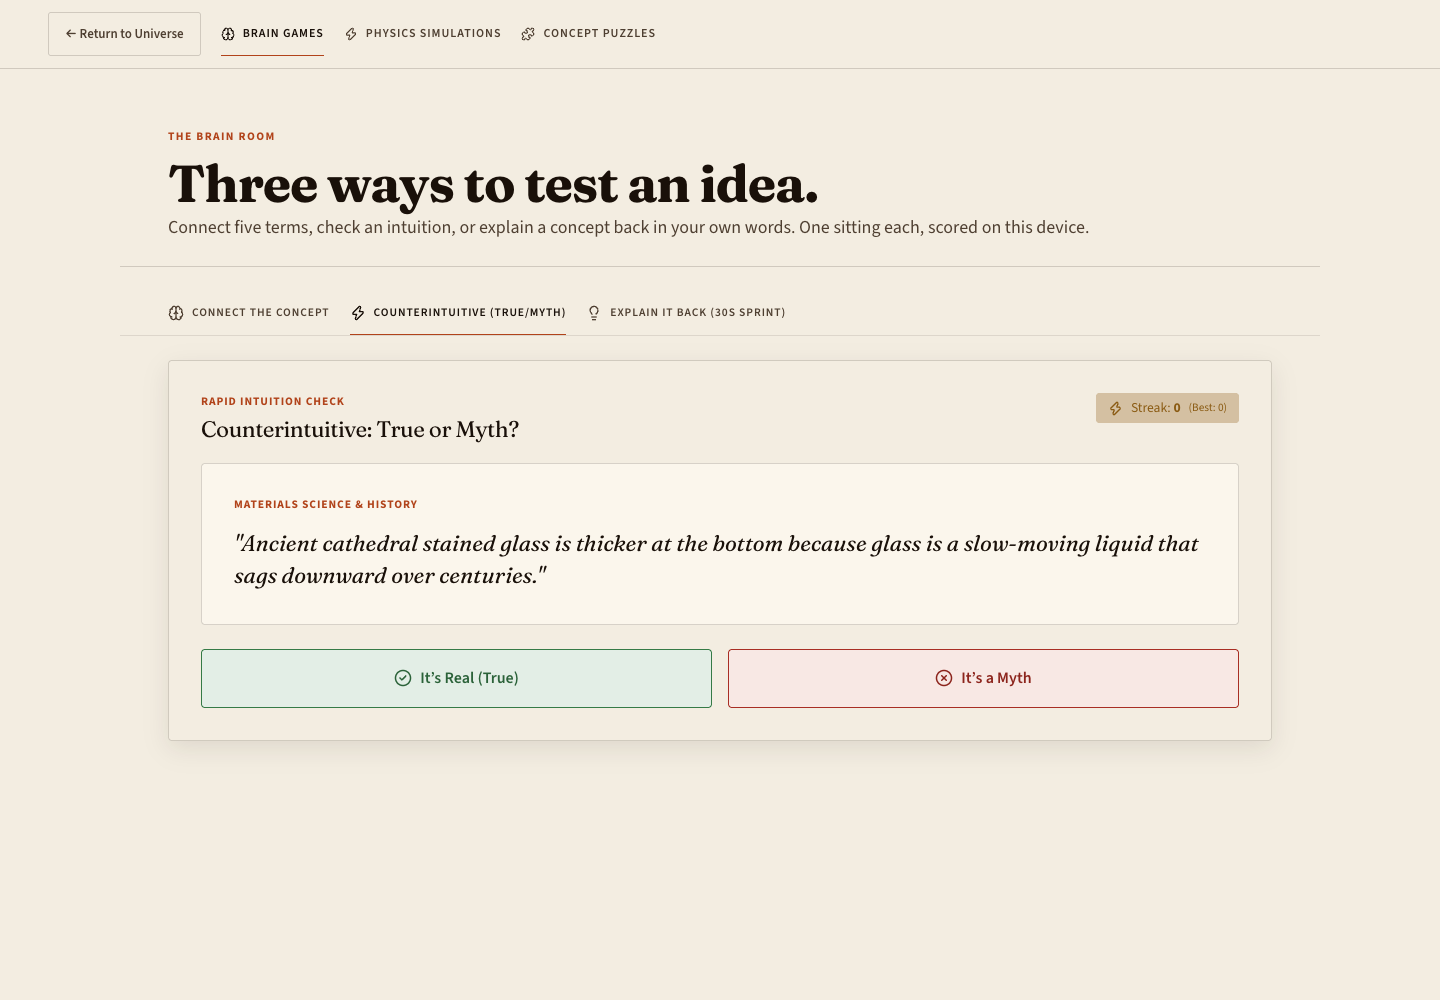 ← Return to Universe
BRAIN GAMES
PHYSICS SIMULATIONS
CONCEPT PUZZLES
THE BRAIN ROOM
Three ways to test an idea.
Connect five terms, check an intuition, or explain a concept back in your own words. One sitting each, scored on this device.
CONNECT THE CONCEPT
COUNTERINTUITIVE (TRUE/MYTH)
EXPLAIN IT BACK (30S SPRINT)
RAPID INTUITION CHECK
Counterintuitive: True or Myth?
Streak: 0 (Best: 0)
MATERIALS SCIENCE & HISTORY
"Ancient cathedral stained glass is thicker at the bottom because glass is a slow-moving liquid that
sags downward over centuries."
It’s Real (True)
It’s a Myth